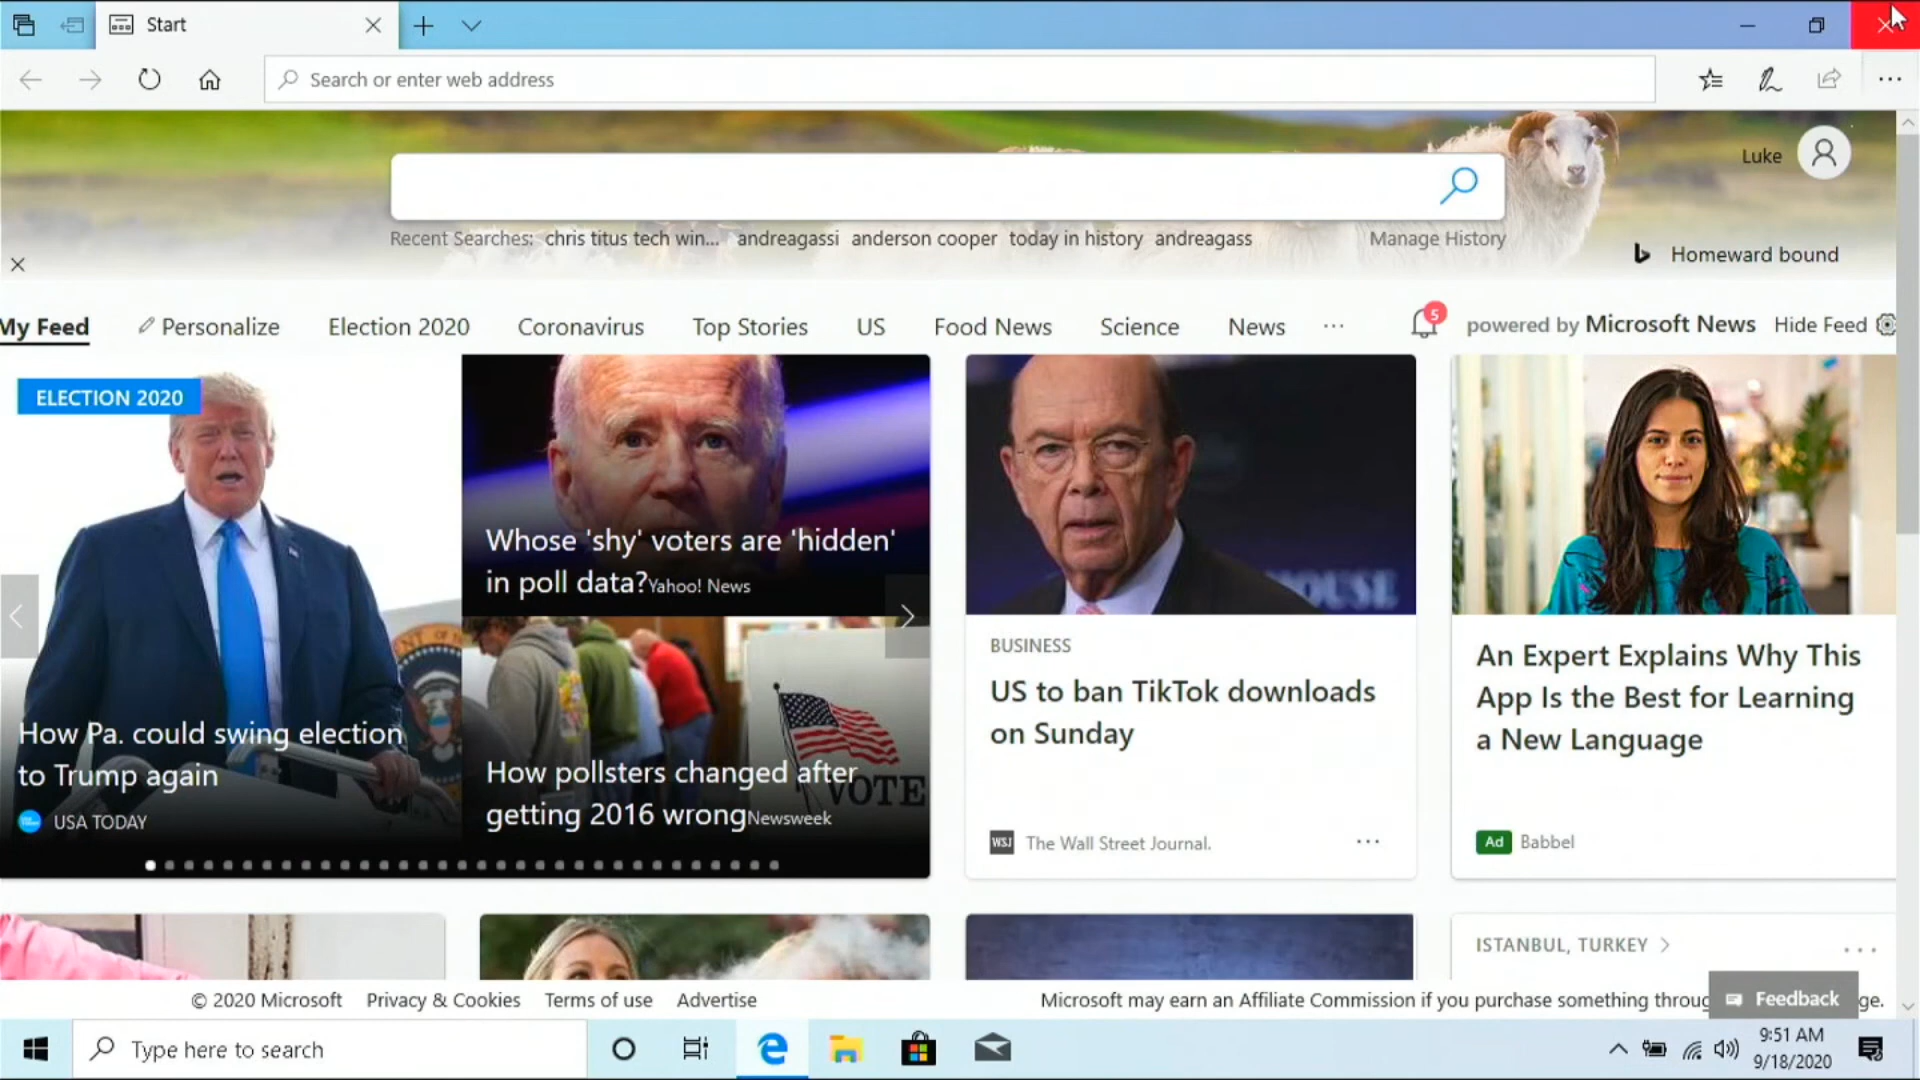 Start
Search or enter web address
Luke
Recent Searches: chris titus tech win... andreagassi anderson cooper today in history andreagass Manage History
Homeward bound
My Feed Personalize Election 2020 Coronavirus Top Stories US Food News Science News ... 5 powered by Microsoft News Hide Feed
ELECTION 2020
How Pa. could swing election
to Trump again
USA TODAY
Whose 'shy' voters are 'hidden'
in poll data?Yahoo! News
VOTE
How pollsters changed after
getting 2016 wrongNewsweek
HOUSE
BUSINESS
US to ban TikTok downloads
on Sunday
WSJ The Wall Street Journal. ...
An Expert Explains Why This
App Is the Best for Learning
a New Language
Ad Babbel
ISTANBUL, TURKEY > ...
© 2020 Microsoft Privacy & Cookies Terms of use Advertise
Microsoft may earn an Affiliate Commission if you purchase something throug
Feedback
ge.
Type here to search
9:51 AM
9/18/2020